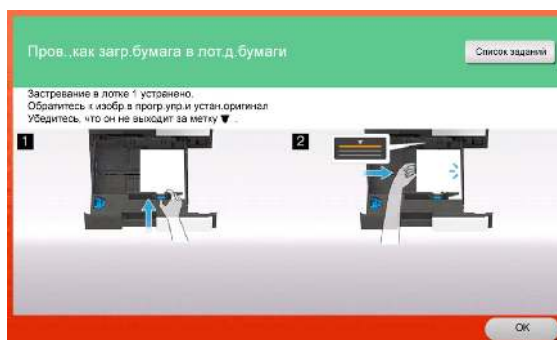 Пров.,как загр.бумага в лот.д.бумаги
Список заданий
Застревание в лотке 1 устранено.
Обратитесь к изобр в прогр.упр.и устан.оригинал
Убедитесь, что он не выходит за метку ▼ .
1
2
OK